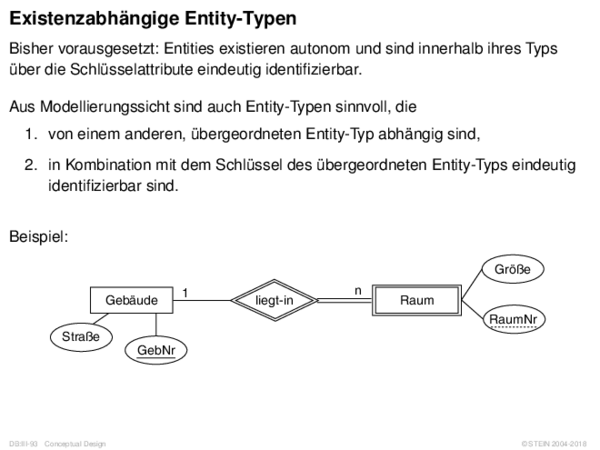 Existenzabhängige Entity-Typen
Bisher vorausgesetzt: Entities existieren autonom und sind innerhalb ihres Typs
über die Schlüsselattribute eindeutig identifizierbar.
Aus Modellierungssicht sind auch Entity-Typen sinnvoll, die
1. von einem anderen, übergeordneten Entity-Typ abhängig sind,
2. in Kombination mit dem Schlüssel des übergeordneten Entity-Typs eindeutig
identifizierbar sind.
Beispiel:
Größe
Gebäude 1 liegt-in n Raum
RaumNr
Straße
GebNr
DB:III-93 Conceptual Design © STEIN 2004-2018